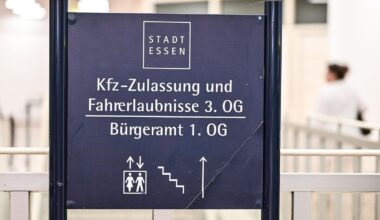 STADT
ESSEN
Kfz-Zulassung und
Fahrerlaubnisse 3. OG
Bürgeramt 1. OG